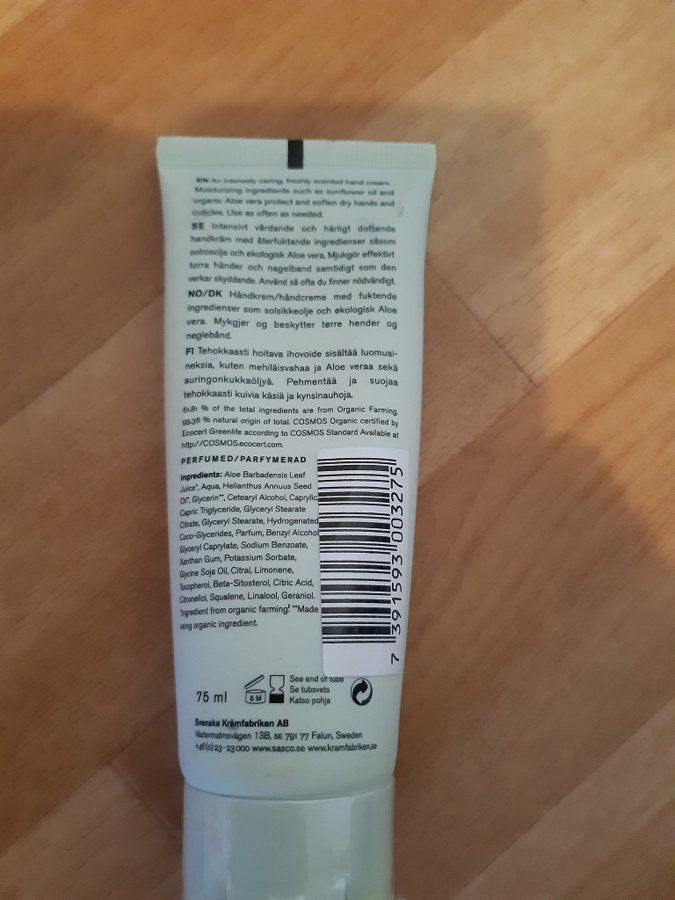 EN An intensely caring, freshly scented hand cream.
Moisturizing ingredients such as sunflower oil and
organic Aloe vera protect and soften dry hands and
cuticles. Use as often as needed.
SE Intensivt vårdande och härligt doftande
handkräm med återfuktande ingredienser såsom
solrosolja och ekologisk Aloe vera. Mjukgör effektivt
torra händer och nagelband samtidigt som den
verkar skyddande. Använd så ofta du finner nödvändigt.
NO/DK Håndkrem/håndcreme med fuktende
ingredienser som solsikkeolje och økologisk Aloe
vera. Mykgjer og beskytter tørre hender og
neglebånd.
FI Tehokkaasti hoitava ihovoide sisältää luomuai-
neksia, kuten mehiläisvahaa ja Aloe veraa sekä
auringonkukkaöljyä. Pehmentää ja suojaa
tehokkaasti kuivia käsiä ja kynsinauhoja.
61.81 % of the total ingredients are from Organic Farming.
99.36 % natural origin of total. COSMOS Organic certified by
Ecocert Greenlife according to COSMOS Standard Available at
http://COSMOS.ecocert.com.
PERFUMED/PARFYMERAD
Ingredients: Aloe Barbadensis Leaf
Juice*, Aqua, Helianthus Annuus Seed
Oil*, Glycerin**, Cetearyl Alcohol, Caprylic
Capric Triglyceride, Glyceryl Stearate
Citrate, Glyceryl Stearate, Hydrogenated
Coco-Glycerides, Parfum, Benzyl Alcohol
Glyceryl Caprylate, Sodium Benzoate,
Xanthan Gum, Potassium Sorbate,
Glycine Soja Oil, Citral, Limonene,
Tocopherol, Beta-Sitosterol, Citric Acid,
Citronellol, Squalene, Linalool, Geraniol.
*Ingredient from organic farming! **Made
using organic ingredient.
7 391593 003275
75 ml
6 M
See end of tube
Se tubsvets
Katso pohja
Svenska Krämfabriken AB
Västermalmsvägen 13B, SE 791 77 Falun, Sweden
+46(0)23-23000 www.sasco.se www.kramfabriken.se